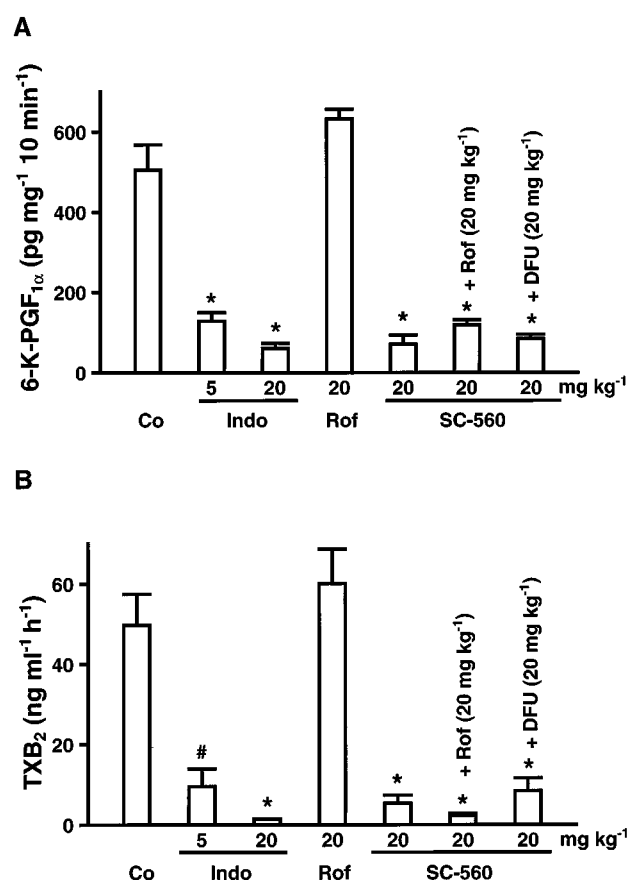 A
6-K-PGF1α (pg mg-1 10 min-1)
600
400
200
0
*
*
*
*
*
+ Rof (20 mg kg-1)
+ DFU (20 mg kg-1)
5 20 20 20 20 20 mg kg-1
Co Indo Rof SC-560
B
TXB2 (ng ml-1 h-1)
60
40
20
0
#
*
*
*
*
+ Rof (20 mg kg-1)
+ DFU (20 mg kg-1)
5 20 20 20 20 20 mg kg-1
Co Indo Rof SC-560